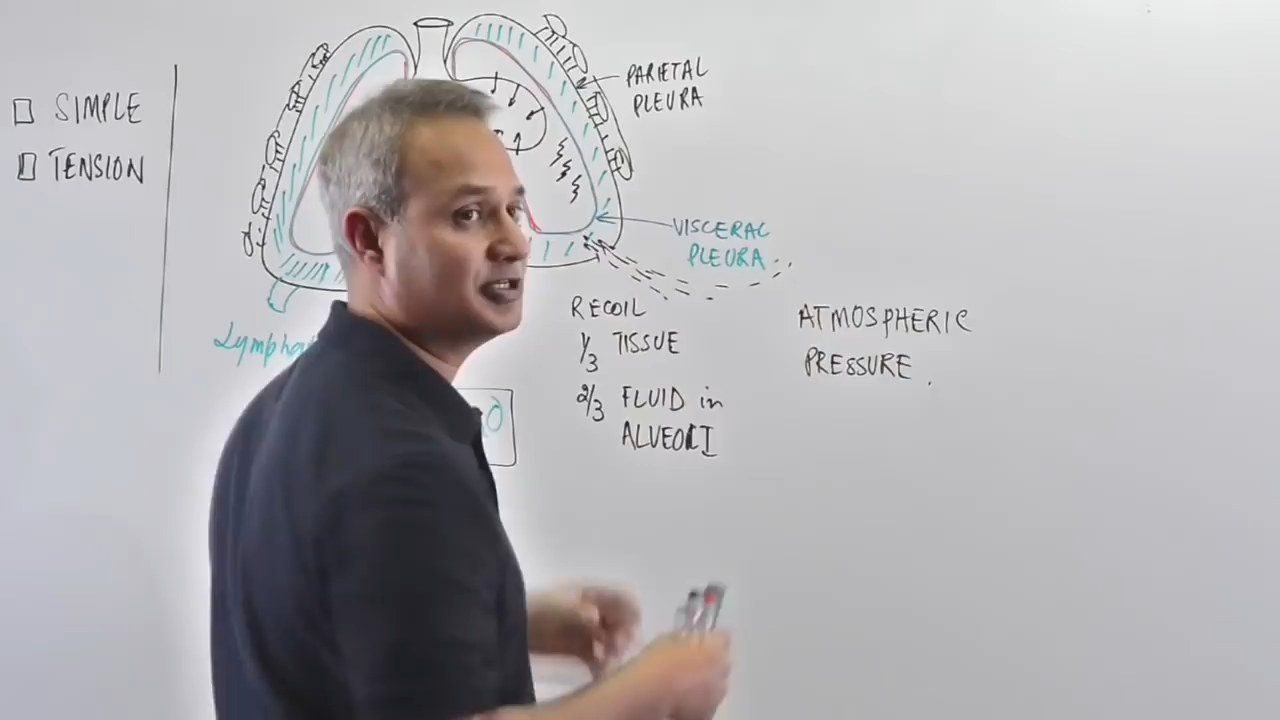 SIMPLE
TENSION
PARIETAL
PLEURA
VISCERAL
PLEURA
RECOIL
1/3 TISSUE
2/3 FLUID in
ALVEOLI
ATMOSPHERIC
PRESSURE.